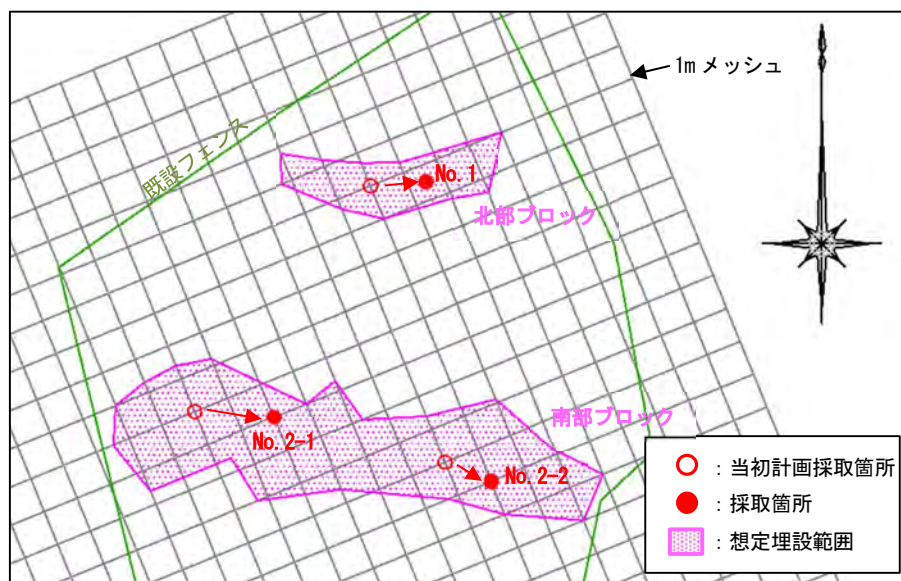 1m メッシュ
既設フェンス
No.1
北部ブロック
No.2-1
南部ブロック
No.2-2
：当初計画採取箇所
：採取箇所
：想定埋設範囲